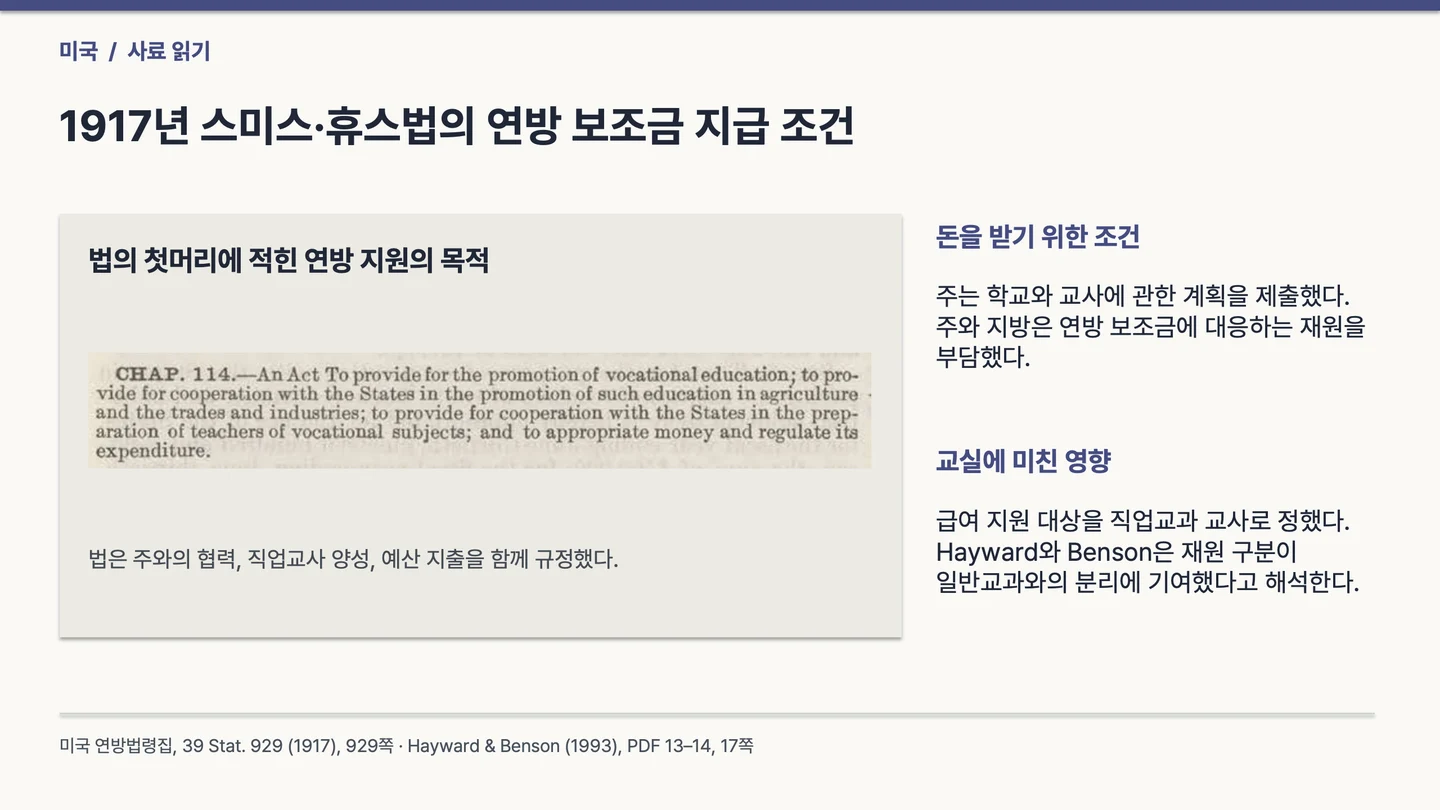 미국 / 사료 읽기
1917년 스미스·휴스법의 연방 보조금 지급 조건
법의 첫머리에 적힌 연방 지원의 목적
CHAP. 114.—An Act To provide for the promotion of vocational education; to pro-
vide for cooperation with the States in the promotion of such education in agriculture
and the trades and industries; to provide for cooperation with the States in the prep-
aration of teachers of vocational subjects; and to appropriate money and regulate its
expenditure.
법은 주와의 협력, 직업교사 양성, 예산 지출을 함께 규정했다.
돈을 받기 위한 조건
주는 학교와 교사에 관한 계획을 제출했다.
주와 지방은 연방 보조금에 대응하는 재원을
부담했다.
교실에 미친 영향
급여 지원 대상을 직업교과 교사로 정했다.
Hayward와 Benson은 재원 구분이
일반교과와의 분리에 기여했다고 해석한다.
미국 연방법령집, 39 Stat. 929 (1917), 929쪽 · Hayward & Benson (1993), PDF 13–14, 17쪽